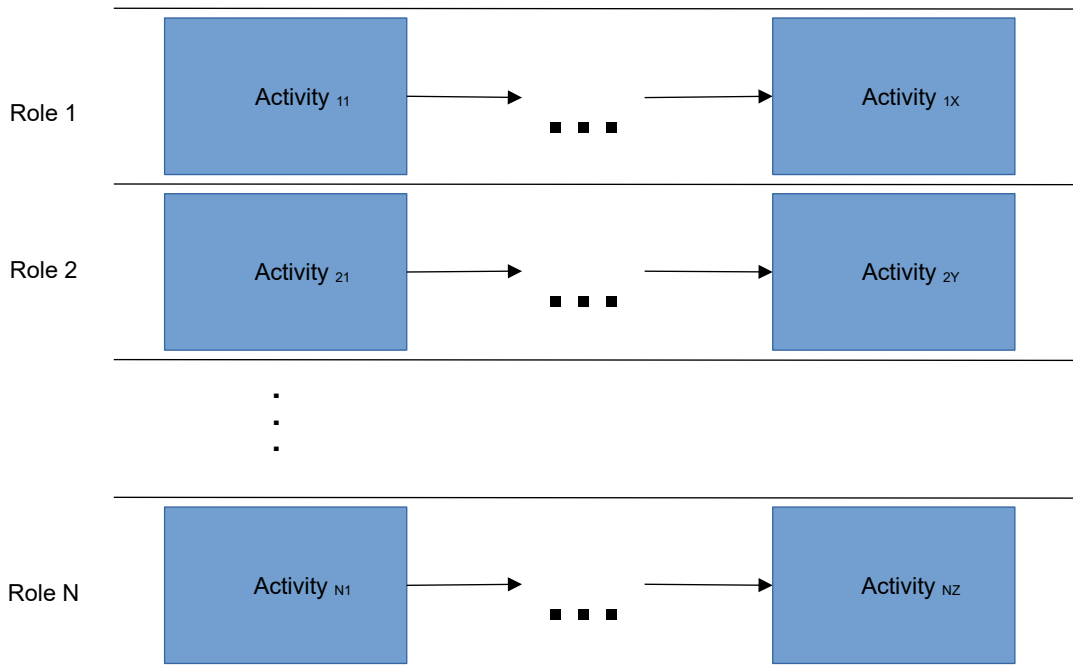 Role 1
Activity 11
Activity 1X
Role 2
Activity 21
Activity 2Y
Role N
Activity N1
Activity NZ